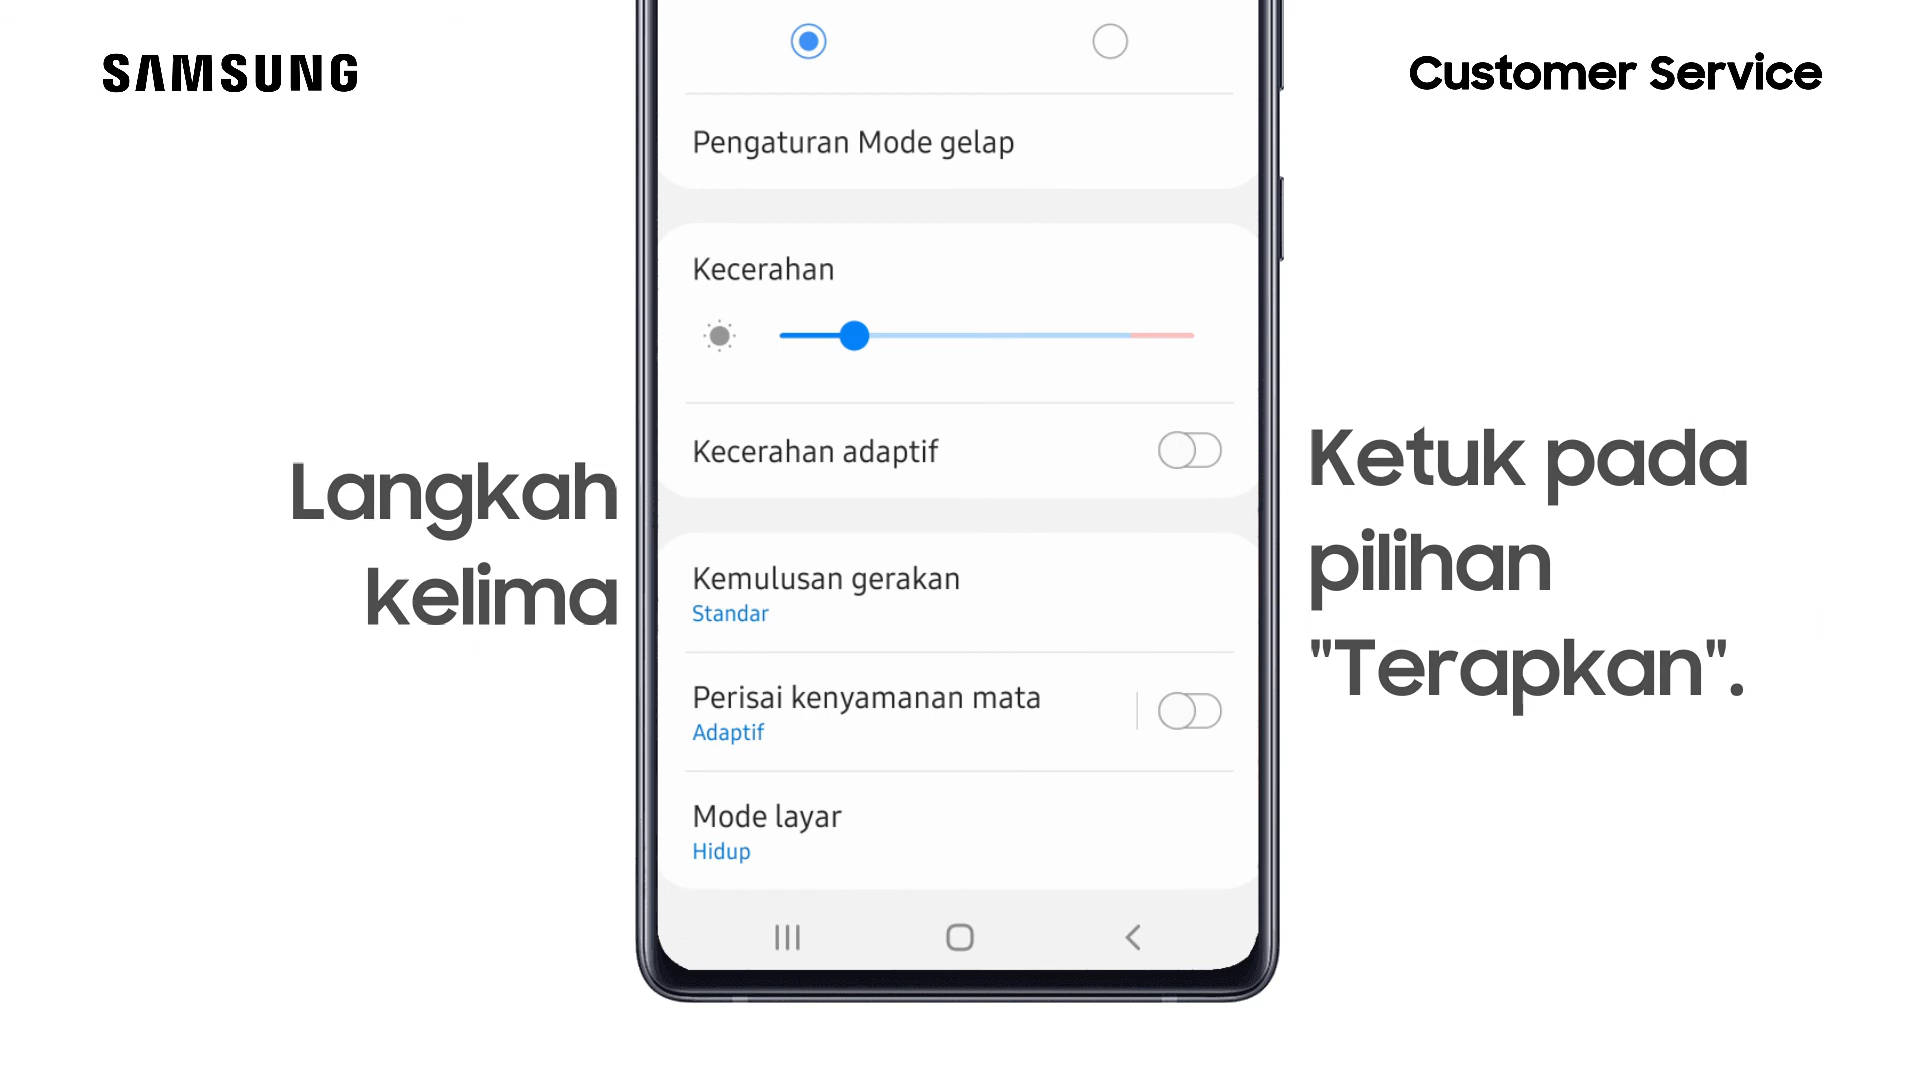 SAMSUNG
Customer Service
Pengaturan Mode gelap
Kecerahan
Kecerahan adaptif
Langkah
kelima
Ketuk pada
pilihan
"Terapkan".
Kemulusan gerakan
Standar
Perisai kenyamanan mata
Adaptif
Mode layar
Hidup